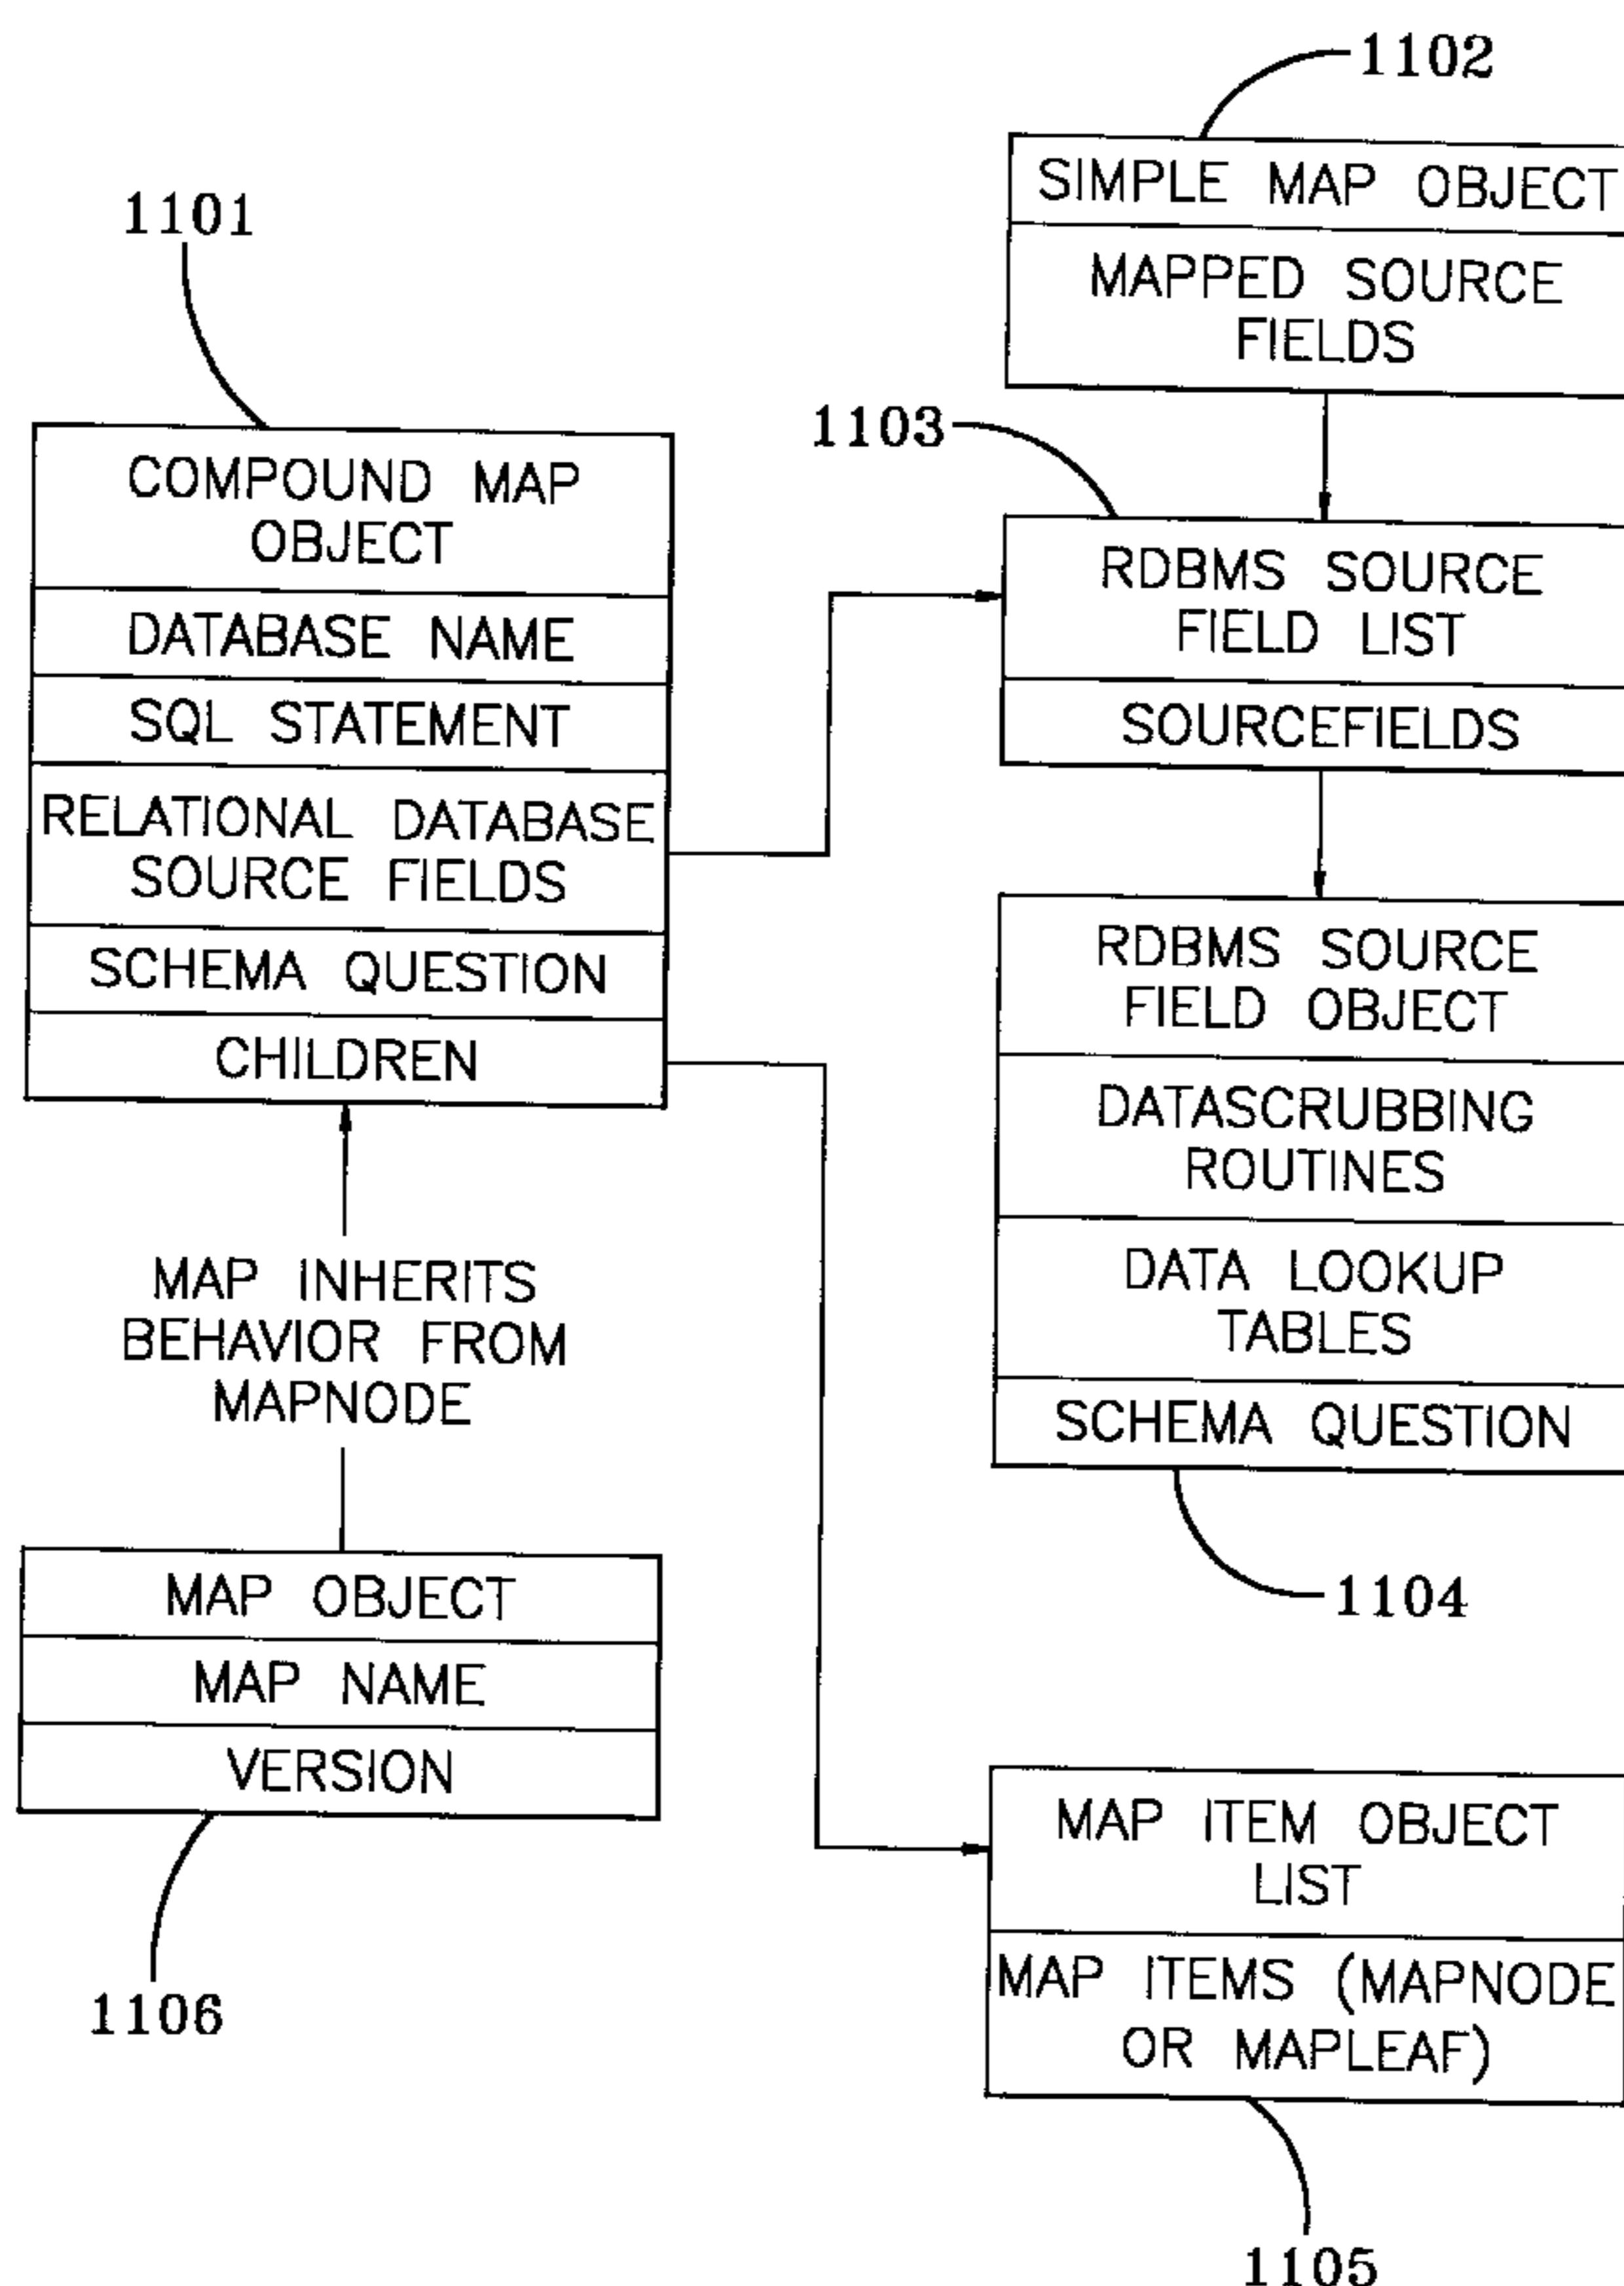 1102
SIMPLE MAP OBJECT
MAPPED SOURCE
FIELDS
1101
COMPOUND MAP
OBJECT
DATABASE NAME
SQL STATEMENT
RELATIONAL DATABASE
SOURCE FIELDS
SCHEMA QUESTION
CHILDREN
1103
RDBMS SOURCE
FIELD LIST
SOURCEFIELDS
RDBMS SOURCE
FIELD OBJECT
DATASCRUBBING
ROUTINES
DATA LOOKUP
TABLES
SCHEMA QUESTION
1104
MAP INHERITS
BEHAVIOR FROM
MAPNODE
MAP OBJECT
MAP NAME
VERSION
1106
MAP ITEM OBJECT
LIST
MAP ITEMS (MAPNODE
OR MAPLEAF)
1105